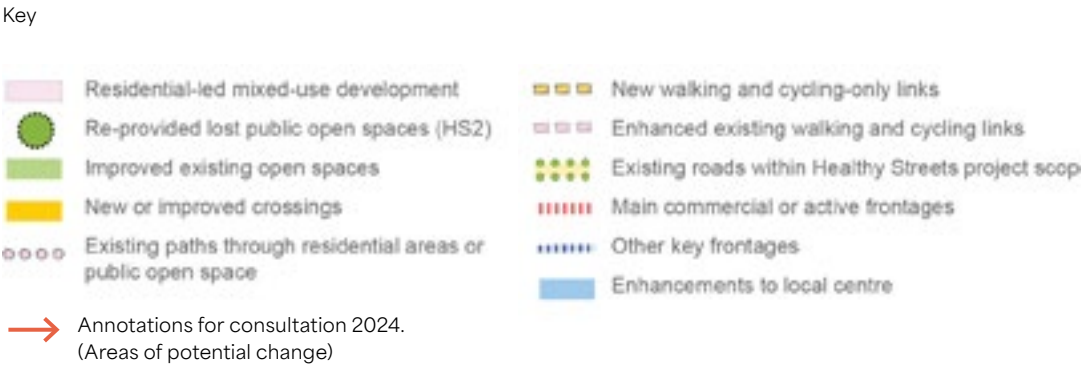 Key
Residential-led mixed-use development
Re-provided lost public open spaces (HS2)
Improved existing open spaces
New or improved crossings
Existing paths through residential areas or
public open space
Annotations for consultation 2024.
(Areas of potential change)
New walking and cycling-only links
Enhanced existing walking and cycling links
Existing roads within Healthy Streets project scop
Main commercial or active frontages
Other key frontages
Enhancements to local centre